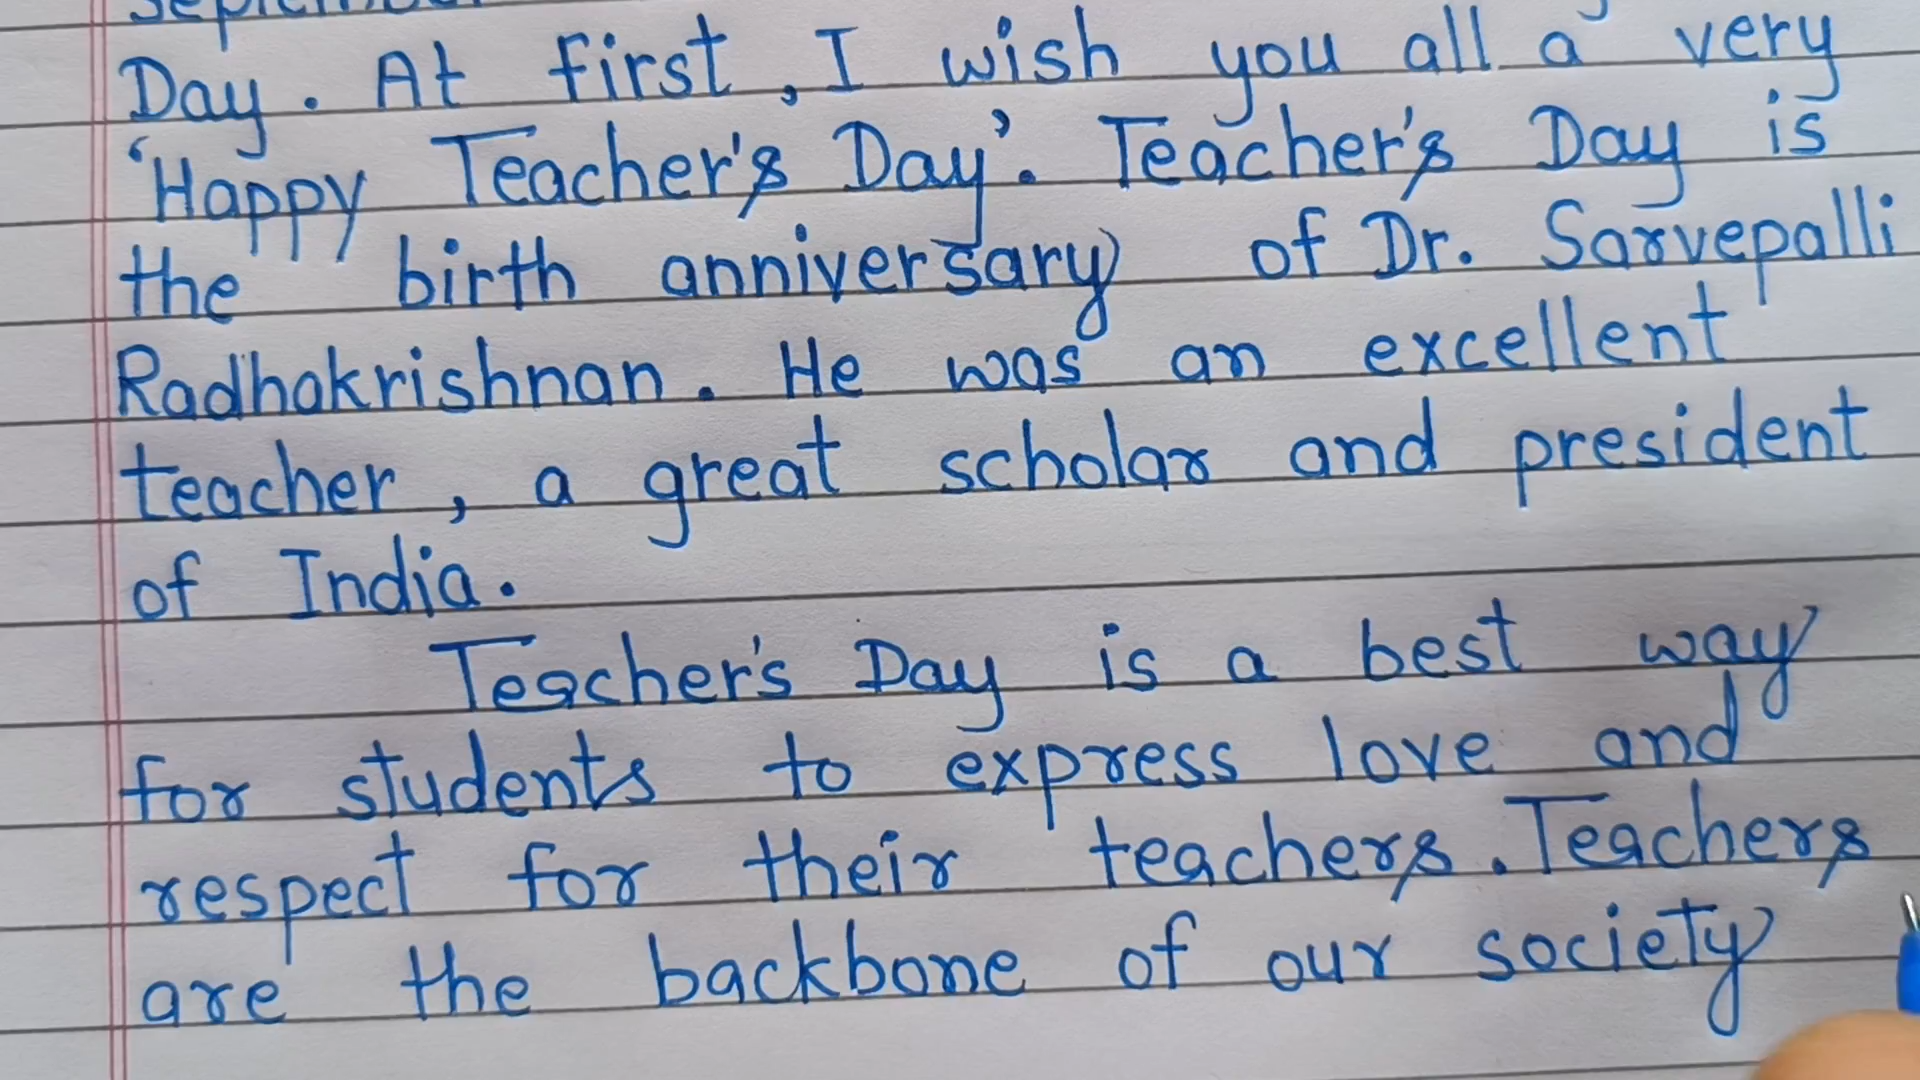 September
Day. At first, I wish you all a very
'Happy Teacher's Day'. Teacher's Day is
the birth anniversary of Dr. Sarvepalli
Radhakrishnan. He was an excellent
teacher, a great scholar and president
of India.
Teacher's Day is a best way
for students to express love and
respect for their teachers. Teachers
are the backbone of our society